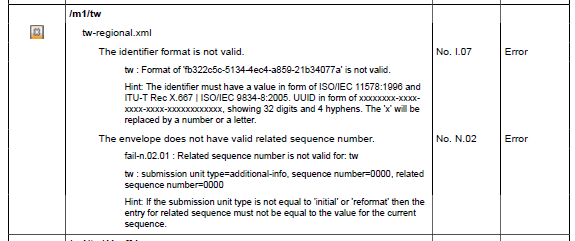 /m1/tw
tw-regional.xml
The identifier format is not valid. No. I.07 Error
tw : Format of 'fb322c5c-5134-4ec4-a859-21b34077a' is not valid.
Hint: The identifier must have a value in form of ISO/IEC 11578:1996 and
ITU-T Rec X.667 | ISO/IEC 9834-8:2005. UUID in form of xxxxxxxx-xxxx-
xxxx-xxxx-xxxxxxxxxxxx, showing 32 digits and 4 hyphens. The 'x' will be
replaced by a number or a letter.
The envelope does not have valid related sequence number. No. N.02 Error
fail-n.02.01 : Related sequence number is not valid for: tw
tw : submission unit type=additional-info, sequence number=0000, related
sequence number=0000
Hint: If the submission unit type is not equal to 'initial' or 'reformat' then the
entry for related sequence must not be equal to the value for the current
sequence.